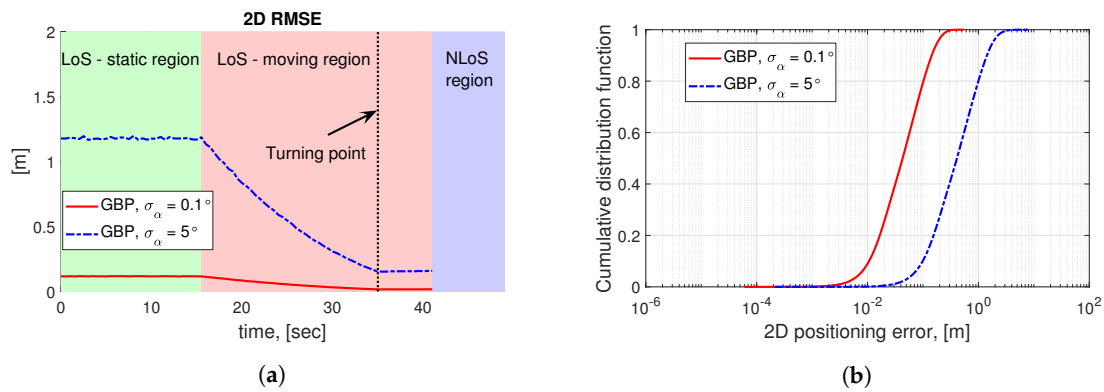 2D RMSE
2
1.5
1
0.5
0
[m]
LoS - static region
LoS - moving region
NLoS
region
Turning point
GBP, σα = 0.1°
GBP, σα = 5°
0
10
20
30
40
time, [sec]
(a)
1
0.8
0.6
0.4
0.2
0
Cumulative distribution function
GBP, σα = 0.1°
GBP, σα = 5°
10-6
10-4
10-2
100
102
2D positioning error, [m]
(b)